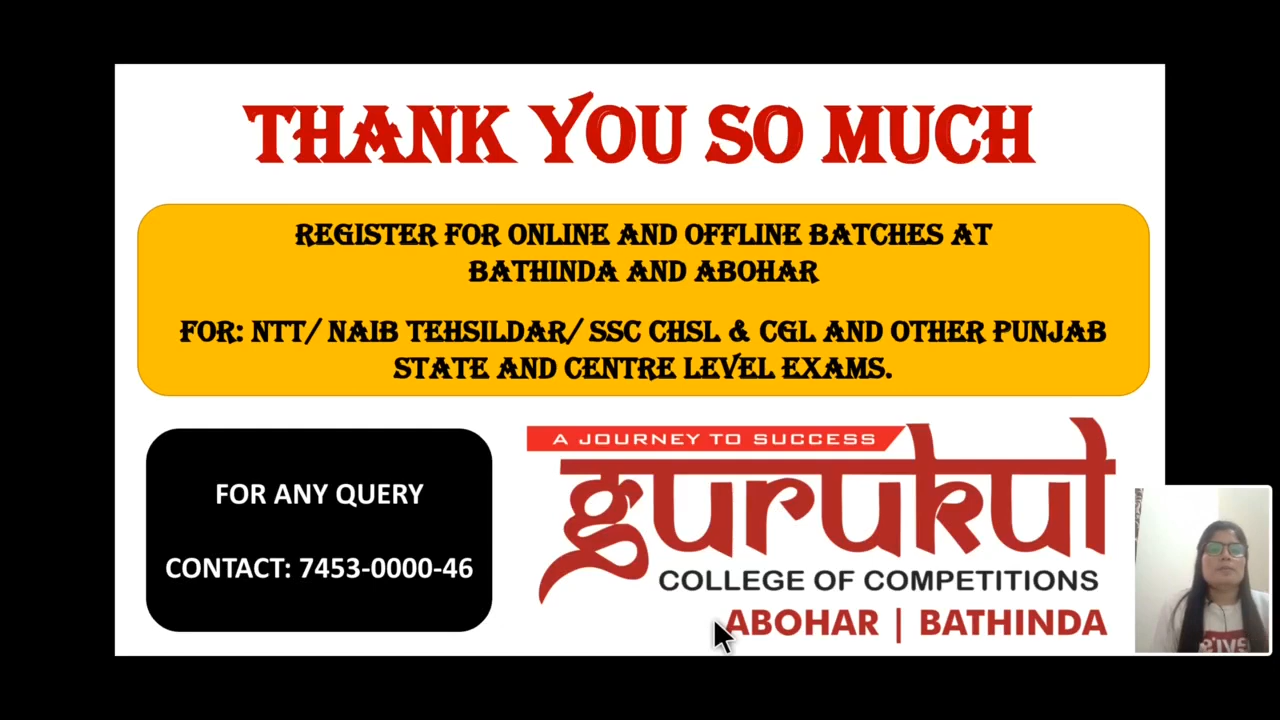 THANK YOU SO MUCH
REGISTER FOR ONLINE AND OFFLINE BATCHES AT
BATHINDA AND ABOHAR
FOR: NTT/ NAIB TEHSILDAR/ SSC CHSL & CGL AND OTHER PUNJAB
STATE AND CENTRE LEVEL EXAMS.
FOR ANY QUERY
CONTACT: 7453-0000-46
A JOURNEY TO SUCCESS
gurukul
COLLEGE OF COMPETITIONS
ABOHAR | BATHINDA